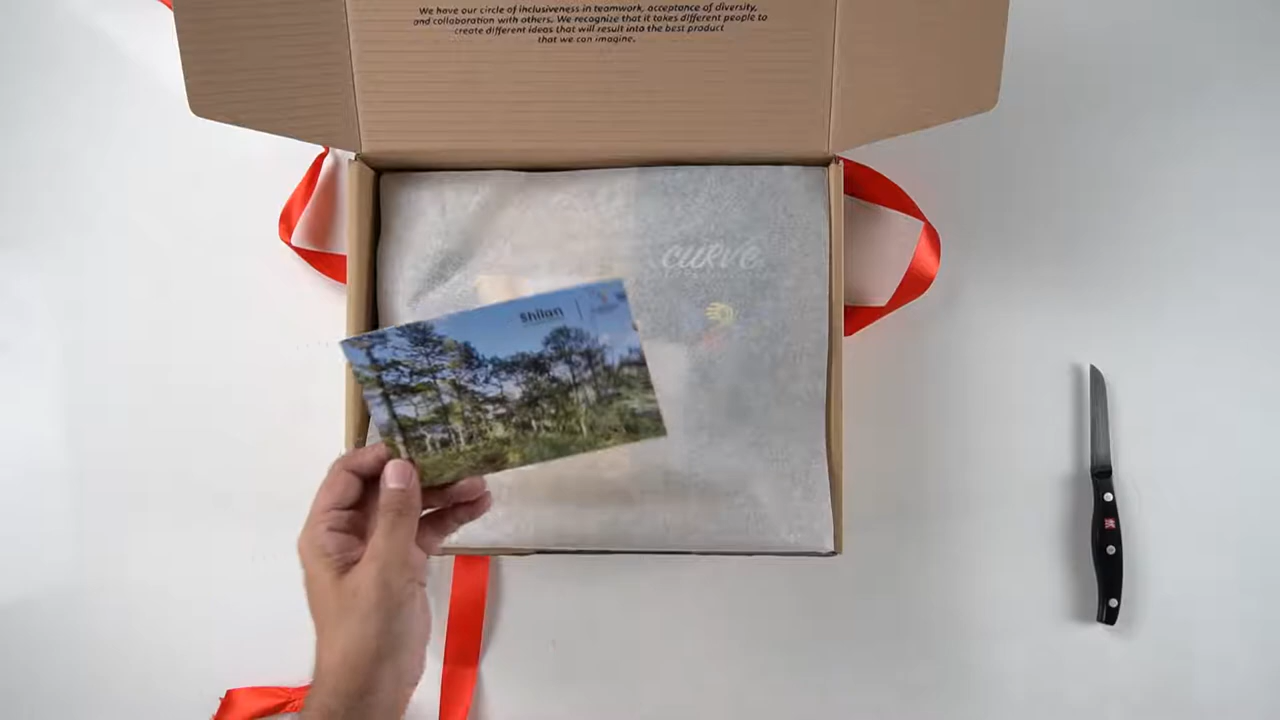 We have our circle of inclusiveness in teamwork, acceptance of diversity,
and collaboration with others. We recognize that it takes different people to
create different ideas that will result into the best product
that we can imagine.
curve
Shilan